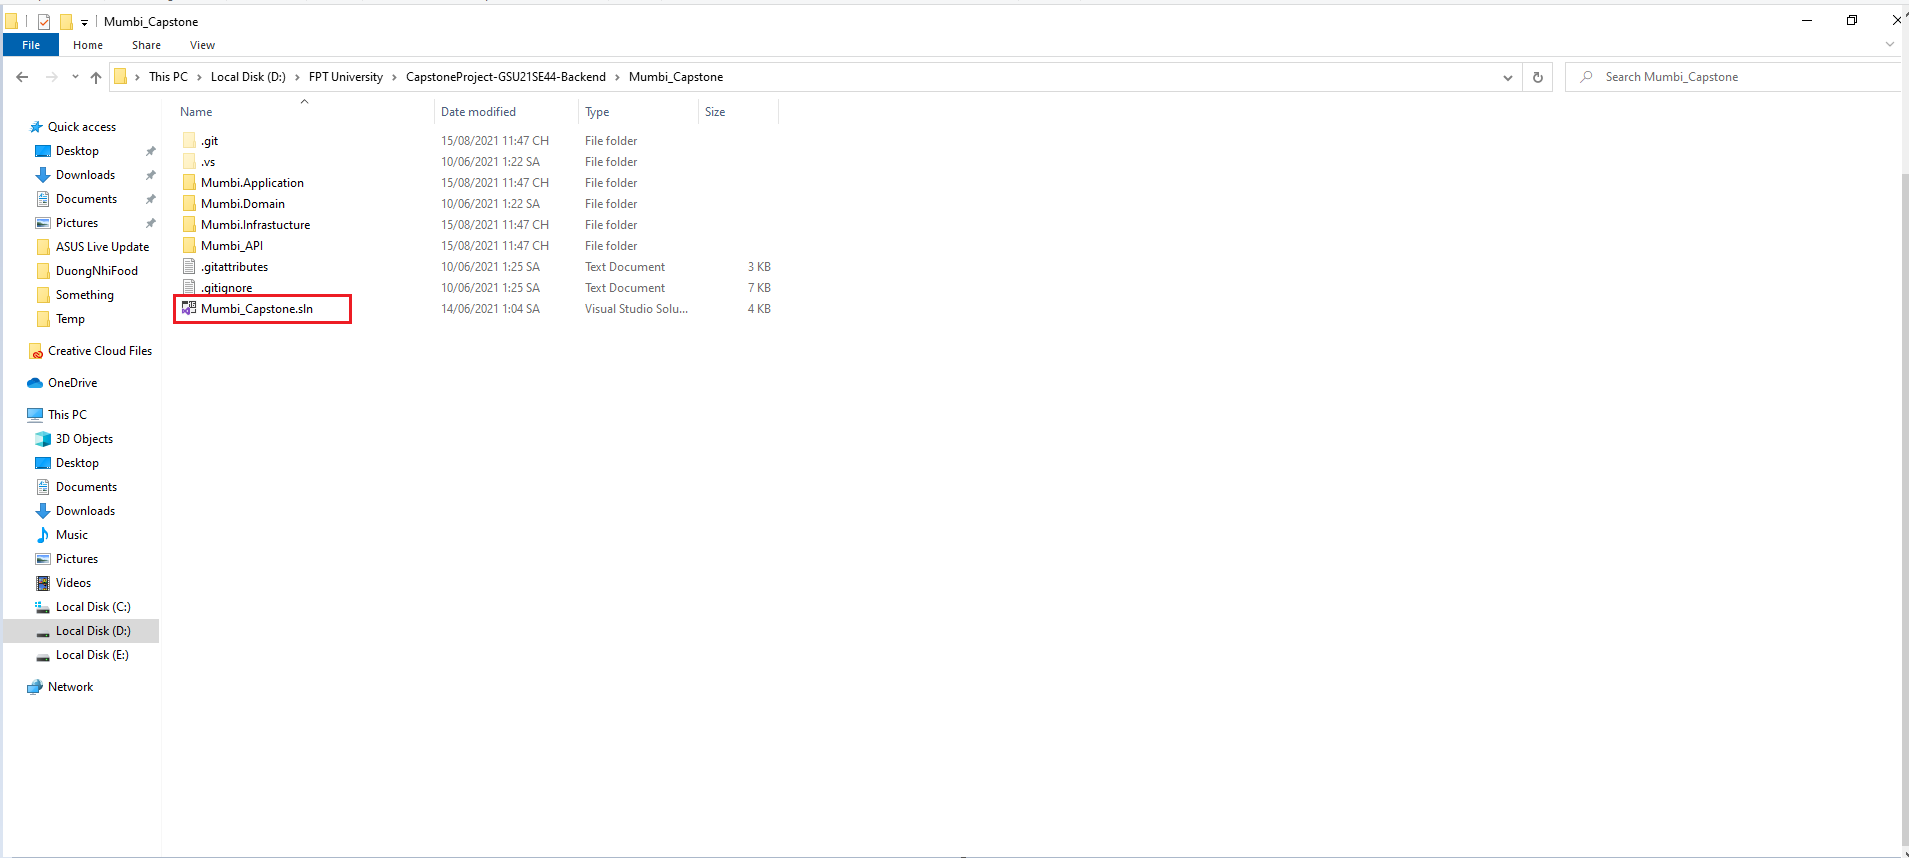 Mumbi_Capstone
File Home Share View
This PC Local Disk (D:) FPT University CapstoneProject-GSU21SE44-Backend Mumbi_Capstone
Search Mumbi_Capstone
Quick access
Desktop
Downloads
Documents
Pictures
ASUS Live Update
DuongNhiFood
Something
Temp
Creative Cloud Files
OneDrive
This PC
3D Objects
Desktop
Documents
Downloads
Music
Pictures
Videos
Local Disk (C:)
Local Disk (D:)
Local Disk (E:)
Network
Name Date modified Type Size
.git 15/08/2021 11:47 CH File folder
.vs 10/06/2021 1:22 SA File folder
Mumbi.Application 15/08/2021 11:47 CH File folder
Mumbi.Domain 10/06/2021 1:22 SA File folder
Mumbi.Infrastucture 15/08/2021 11:47 CH File folder
Mumbi_API 15/08/2021 11:47 CH File folder
.gitattributes 10/06/2021 1:25 SA Text Document 3 KB
.gitignore 10/06/2021 1:25 SA Text Document 7 KB
Mumbi_Capstone.sln 14/06/2021 1:04 SA Visual Studio Solu... 4 KB